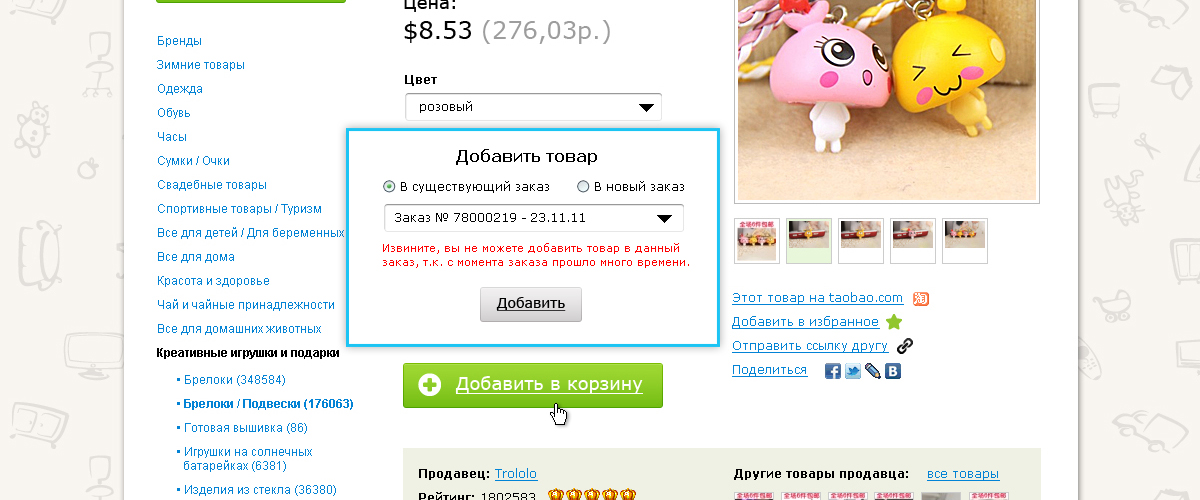 Цена:
$8.53 (276,03р.)
Цвет
розовый
Бренды
Зимние товары
Одежда
Обувь
Часы
Сумки / Очки
Свадебные товары
Спортивные товары / Туризм
Все для детей / Для беременных
Все для дома
Красота и здоровье
Чай и чайные принадлежности
Все для домашних животных
Креативные игрушки и подарки
• Брелоки (348584)
• Брелоки / Подвески (176063)
• Готовая вышивка (86)
• Игрушки на солнечных
батарейках (6381)
• Изделия из стекла (36380)
Добавить товар
В существующий заказ
В новый заказ
Заказ № 78000219 - 23.11.11
Извините, вы не можете добавить товар в данный
заказ, т.к. с момента заказа прошло много времени.
Добавить
Добавить в корзину
Этот товар на taobao.com
淘
Добавить в избранное
Отправить ссылку другу
Поделиться
Продавец: Trololo
Рейтинг: 1802583
Другие товары продавца: все товары